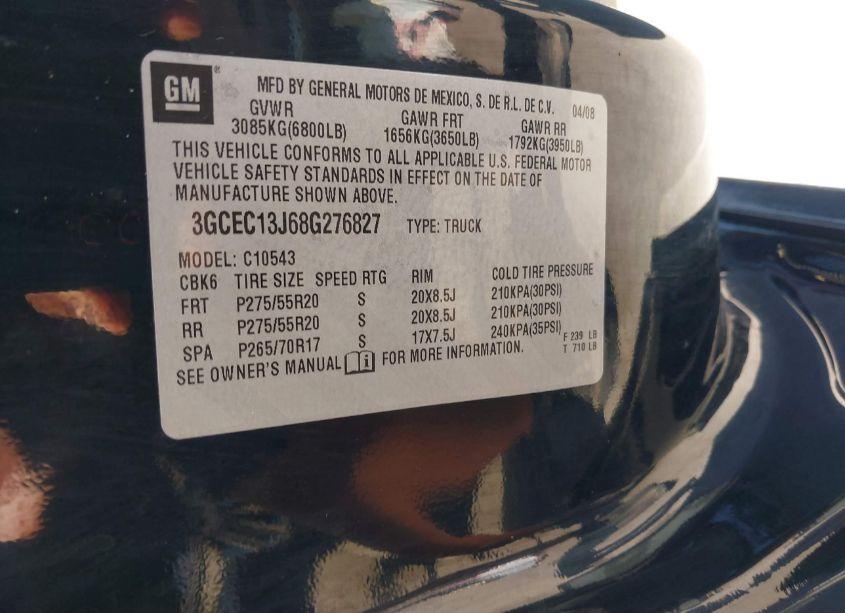 GM ® MFD BY GENERAL MOTORS DE MEXICO, S. DE R.L. DE C.V. 04/08
GVWR GAWR FRT GAWR RR
3085KG(6800LB) 1656KG(3650LB) 1792KG(3950LB)
THIS VEHICLE CONFORMS TO ALL APPLICABLE U.S. FEDERAL MOTOR
VEHICLE SAFETY STANDARDS IN EFFECT ON THE DATE OF
MANUFACTURE SHOWN ABOVE.
3GCEC13J68G276827 TYPE: TRUCK
MODEL: C10543
CBK6 TIRE SIZE SPEED RTG RIM COLD TIRE PRESSURE
FRT P275/55R20 S 20X8.5J 210KPA(30PSI)
RR P275/55R20 S 20X8.5J 210KPA(30PSI)
SPA P265/70R17 S 17X7.5J 240KPA(35PSI) F 239 LB
T 710 LB
SEE OWNER'S MANUAL FOR MORE INFORMATION.